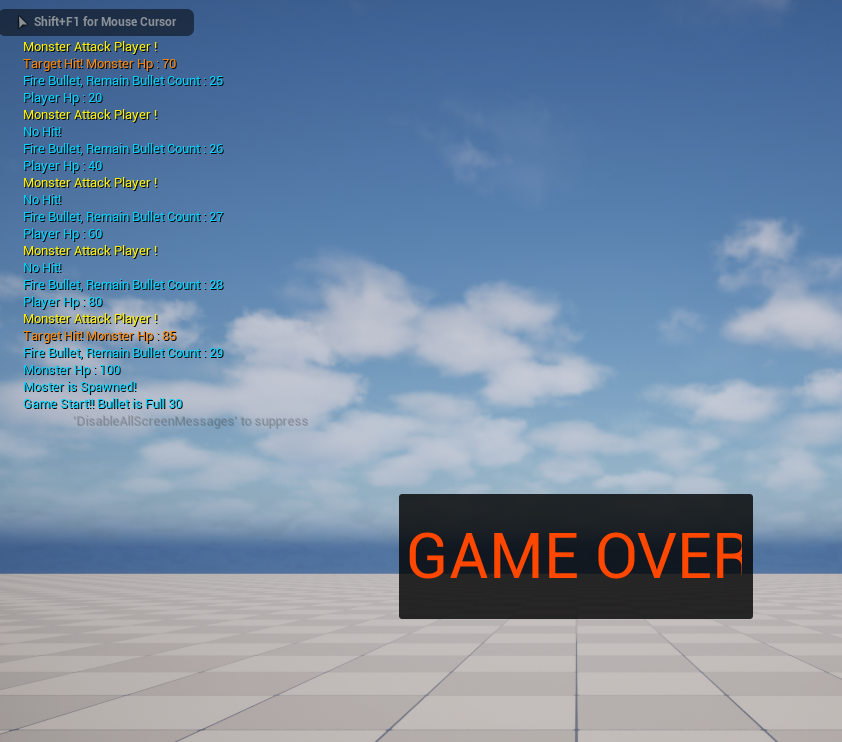 Shift+F1 for Mouse Cursor
Monster Attack Player !
Target Hit! Monster Hp : 70
Fire Bullet, Remain Bullet Count : 25
Player Hp : 20
Monster Attack Player !
No Hit!
Fire Bullet, Remain Bullet Count : 26
Player Hp : 40
Monster Attack Player !
No Hit!
Fire Bullet, Remain Bullet Count : 27
Player Hp : 60
Monster Attack Player !
No Hit!
Fire Bullet, Remain Bullet Count : 28
Player Hp : 80
Monster Attack Player !
Target Hit! Monster Hp : 85
Fire Bullet, Remain Bullet Count : 29
Monster Hp : 100
Moster is Spawned!
Game Start!! Bullet is Full 30
'DisableAllScreenMessages' to suppress
GAME OVER